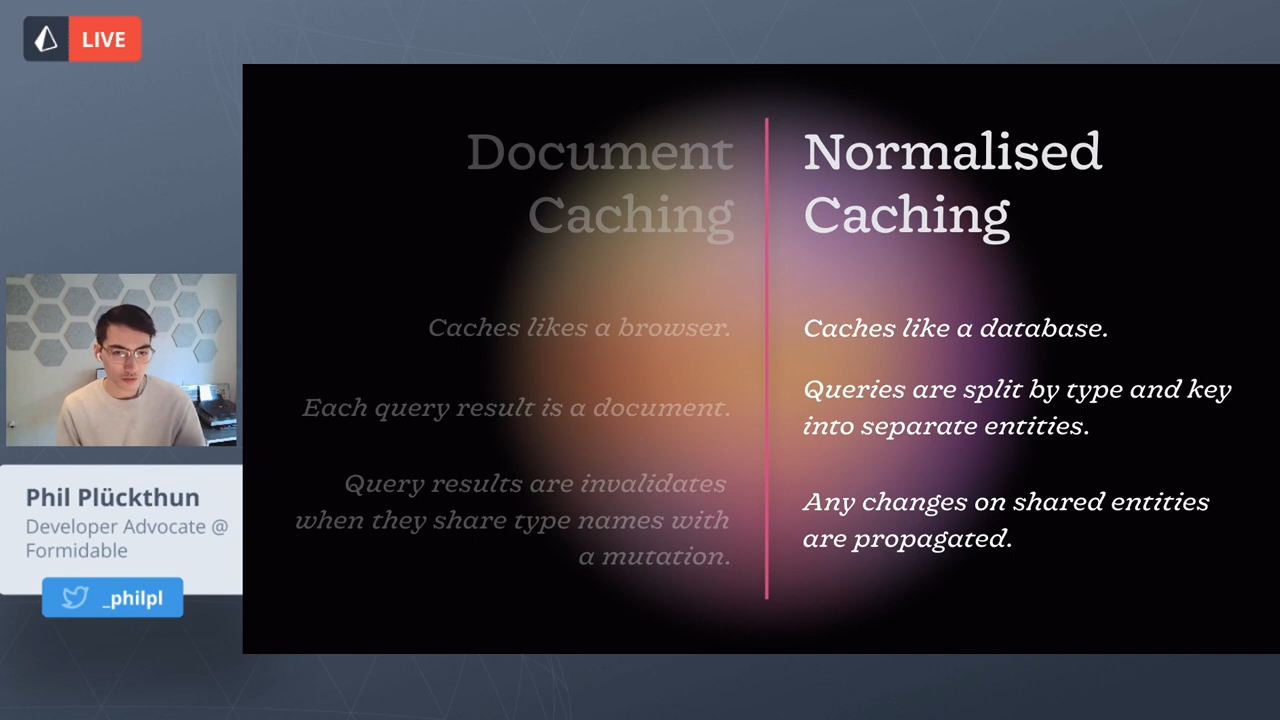 LIVE
Document
Caching
Caches likes a browser.
Each query result is a document.
Query results are invalidates
when they share type names with
a mutation.
Normalised
Caching
Caches like a database.
Queries are split by type and key
into separate entities.
Any changes on shared entities
are propagated.
Phil Plückthun
Developer Advocate @
Formidable
_philpl